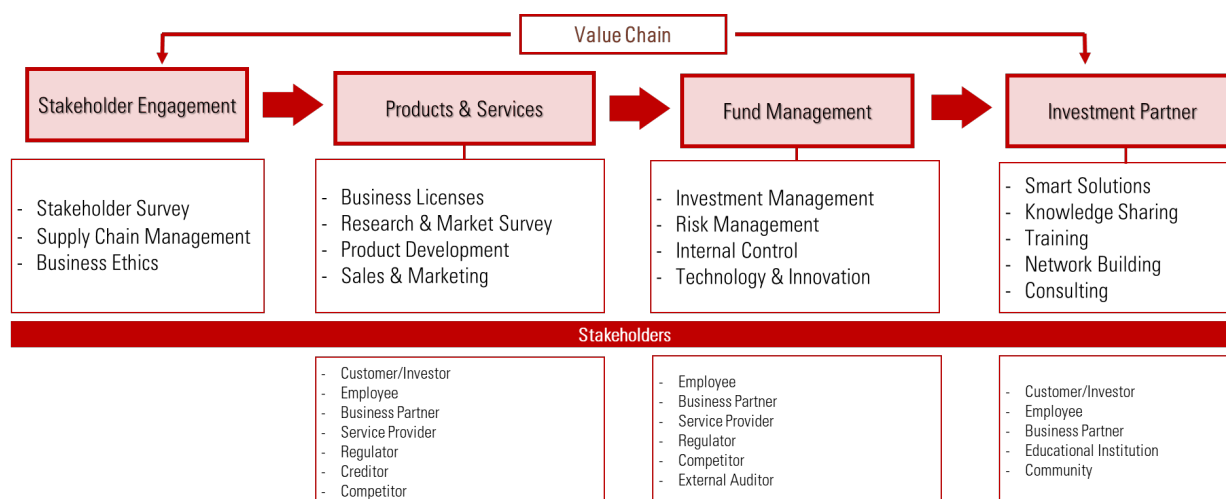 Value Chain
Stakeholder Engagement
Products & Services
Fund Management
Investment Partner
- Stakeholder Survey
- Supply Chain Management
- Business Ethics
- Business Licenses
- Research & Market Survey
- Product Development
- Sales & Marketing
- Investment Management
- Risk Management
- Internal Control
- Technology & Innovation
- Smart Solutions
- Knowledge Sharing
- Training
- Network Building
- Consulting
Stakeholders
- Customer/Investor
- Employee
- Business Partner
- Service Provider
- Regulator
- Creditor
- Competitor
- Employee
- Business Partner
- Service Provider
- Regulator
- Competitor
- External Auditor
- Customer/Investor
- Employee
- Business Partner
- Educational Institution
- Community